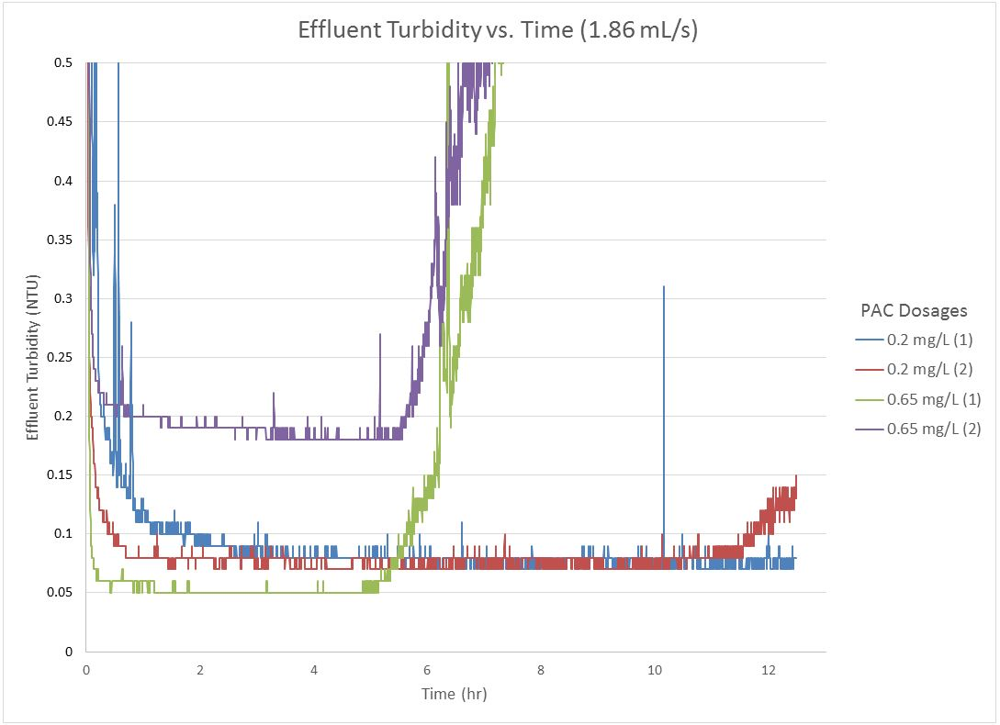 Effluent Turbidity vs. Time (1.86 mL/s)
0.5
0.45
0.4
0.35
0.3
0.25
0.2
0.15
0.1
0.05
0
Effluent Turbidity (NTU)
0 2 4 6 8 10 12
Time (hr)
PAC Dosages
0.2 mg/L (1)
0.2 mg/L (2)
0.65 mg/L (1)
0.65 mg/L (2)